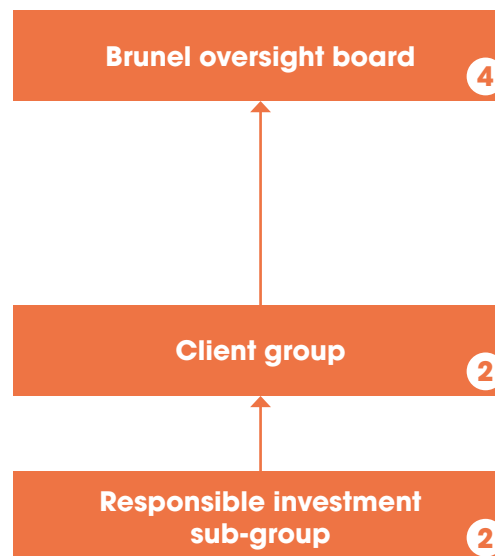 Brunel oversight board
4
Client group
2
Responsible investment
sub-group
2